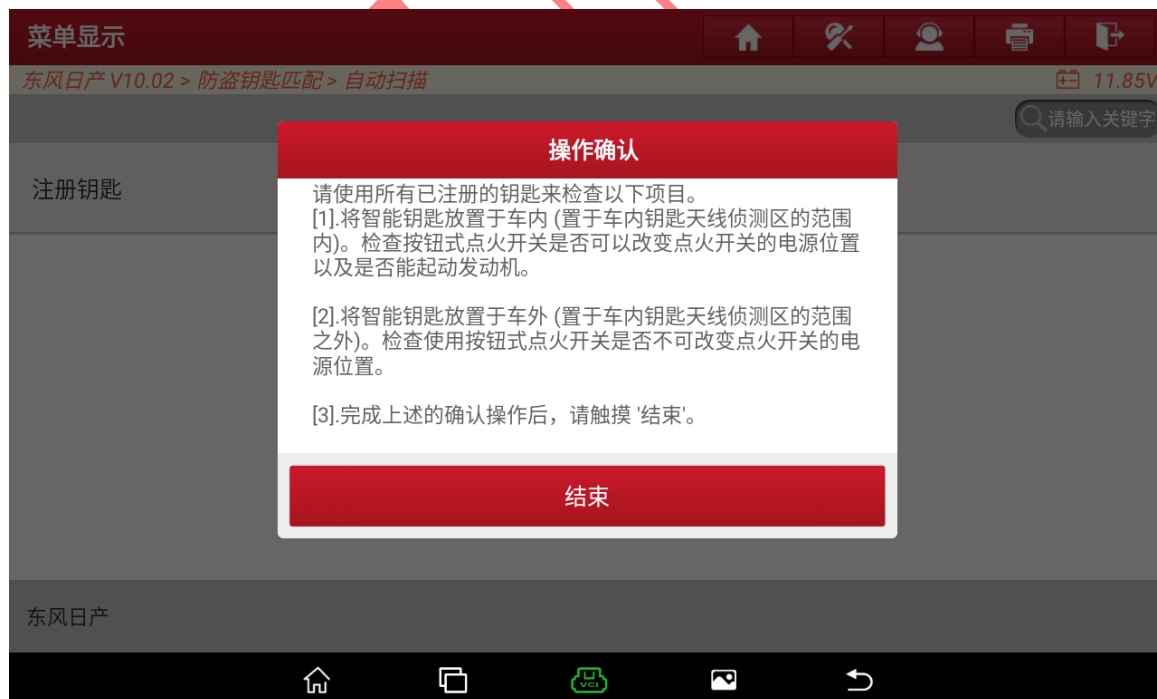 菜单显示
东风日产 V10.02 > 防盗钥匙匹配 > 自动扫描
11.85V
请输入关键字
注册钥匙
操作确认
请使用所有已注册的钥匙来检查以下项目。
[1].将智能钥匙放置于车内 (置于车内钥匙天线侦测区的范围
内)。检查按钮式点火开关是否可以改变点火开关的电源位置
以及是否能起动发动机。
[2].将智能钥匙放置于车外 (置于车内钥匙天线侦测区的范围
之外)。检查使用按钮式点火开关是否不可改变点火开关的电
源位置。
[3].完成上述的确认操作后，请触摸 '结束'。
结束
东风日产
VCI